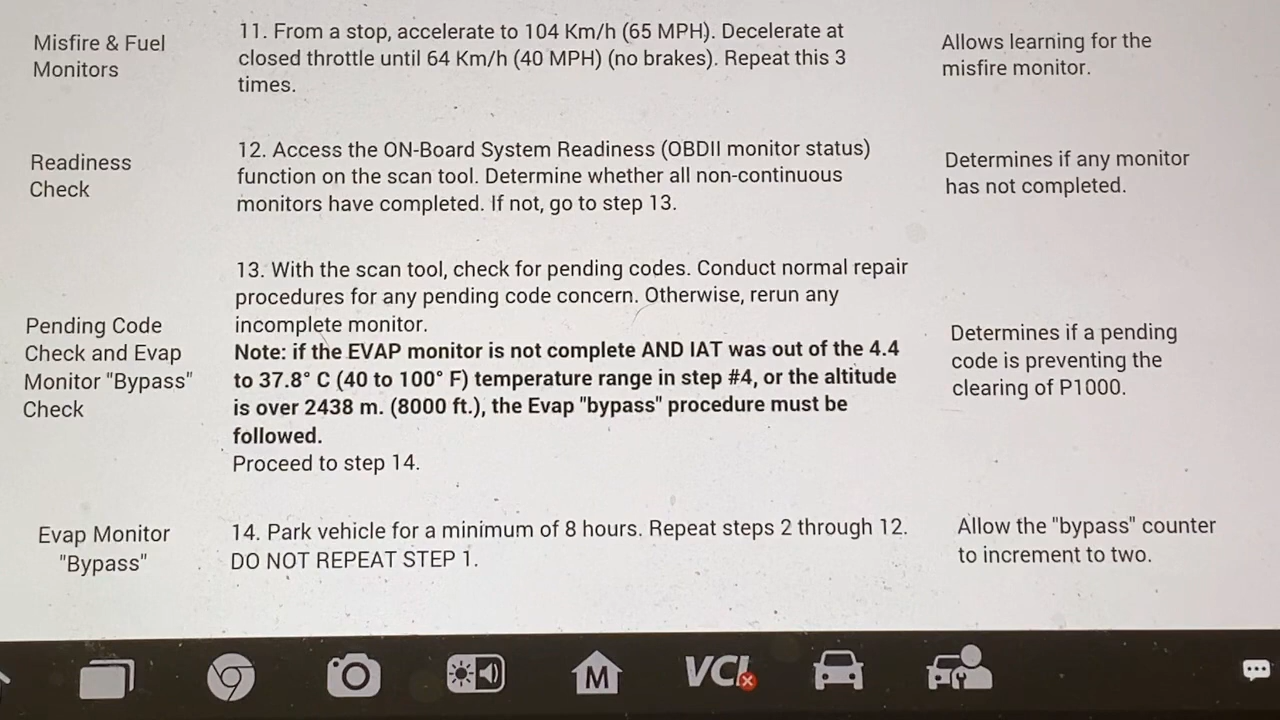 Misfire & Fuel
Monitors
11. From a stop, accelerate to 104 Km/h (65 MPH). Decelerate at
closed throttle until 64 Km/h (40 MPH) (no brakes). Repeat this 3
times.
Allows learning for the
misfire monitor.
Readiness
Check
12. Access the ON-Board System Readiness (OBDII monitor status)
function on the scan tool. Determine whether all non-continuous
monitors have completed. If not, go to step 13.
Determines if any monitor
has not completed.
Pending Code
Check and Evap
Monitor "Bypass"
Check
13. With the scan tool, check for pending codes. Conduct normal repair
procedures for any pending code concern. Otherwise, rerun any
incomplete monitor.
Note: if the EVAP monitor is not complete AND IAT was out of the 4.4
to 37.8° C (40 to 100° F) temperature range in step #4, or the altitude
is over 2438 m. (8000 ft.), the Evap "bypass" procedure must be
followed.
Proceed to step 14.
Determines if a pending
code is preventing the
clearing of P1000.
Evap Monitor
"Bypass"
14. Park vehicle for a minimum of 8 hours. Repeat steps 2 through 12.
DO NOT REPEAT STEP 1.
Allow the "bypass" counter
to increment to two.
M
VCI